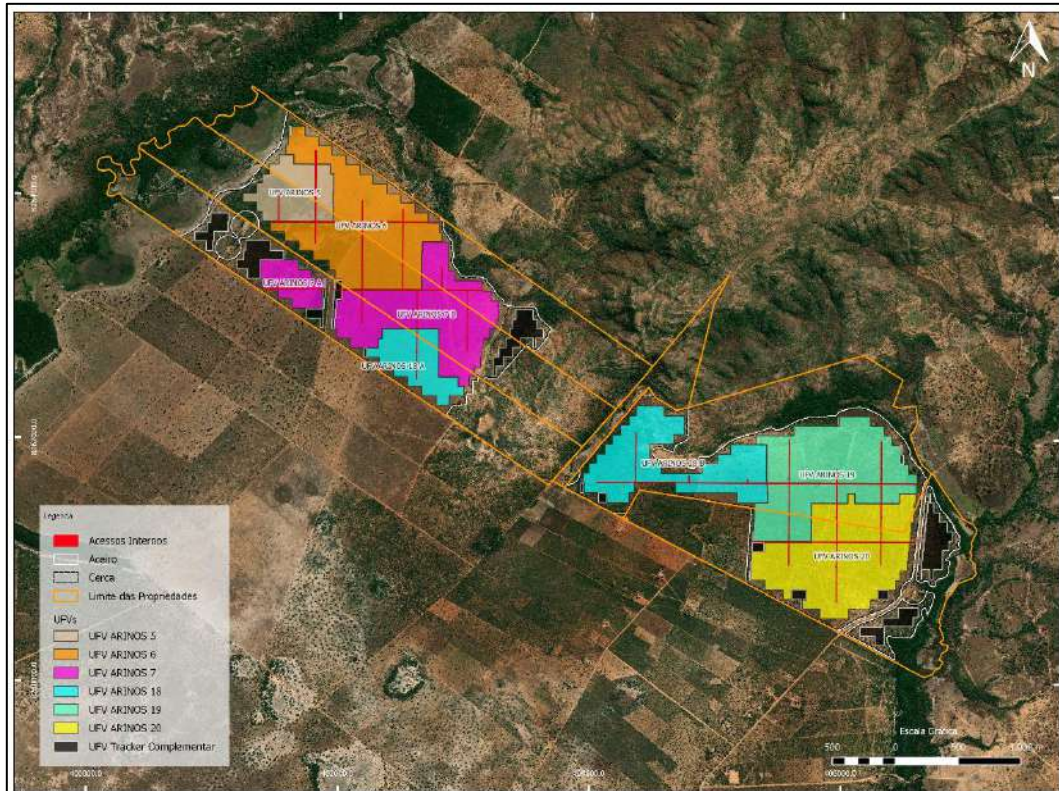 N
UFV ARINOS 5
UFV ARINOS 6
UFV ARINOS 7 A
UFV ARINOS 7 B
UFV ARINOS 18 A
UFV ARINOS 18 B
UFV ARINOS 19
UFV ARINOS 20
Legenda
Acessos Internos
Aceiro
Cerca
Limite das Propriedades
UFVs
UFV ARINOS 5
UFV ARINOS 6
UFV ARINOS 7
UFV ARINOS 18
UFV ARINOS 19
UFV ARINOS 20
UFV Tracker Complementar
Escala Gráfica
500 0 500